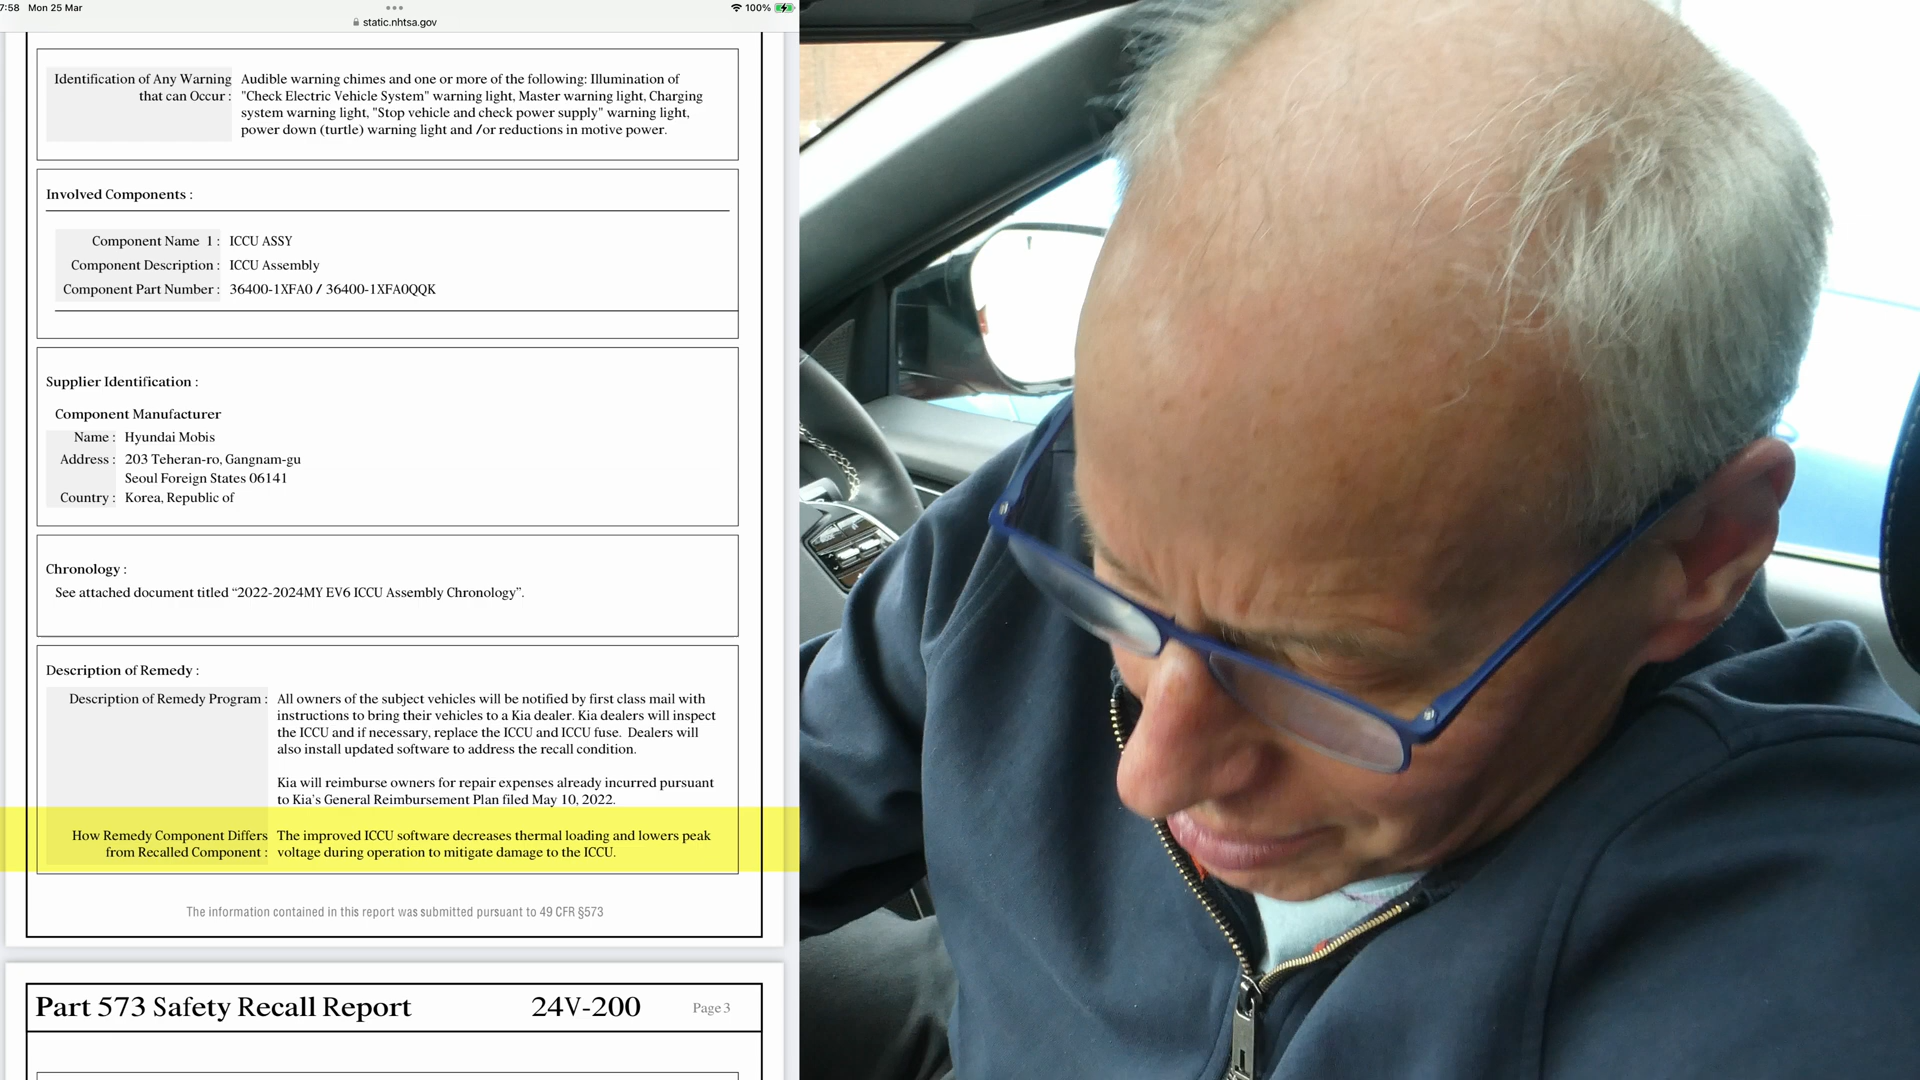 7:58 Mon 25 Mar
100%
static.nhtsa.gov
Identification of Any Warning that can Occur :
Audible warning chimes and one or more of the following: Illumination of
"Check Electric Vehicle System" warning light, Master warning light, Charging
system warning light, "Stop vehicle and check power supply" warning light,
power down (turtle) warning light and /or reductions in motive power.
Involved Components :
Component Name 1 : ICCU ASSY
Component Description : ICCU Assembly
Component Part Number : 36400-1XFA0 / 36400-1XFA0QQK
Supplier Identification :
Component Manufacturer
Name : Hyundai Mobis
Address : 203 Teheran-ro, Gangnam-gu
Seoul Foreign States 06141
Country : Korea, Republic of
Chronology :
See attached document titled “2022-2024MY EV6 ICCU Assembly Chronology”.
Description of Remedy :
Description of Remedy Program : All owners of the subject vehicles will be notified by first class mail with
instructions to bring their vehicles to a Kia dealer. Kia dealers will inspect
the ICCU and if necessary, replace the ICCU and ICCU fuse. Dealers will
also install updated software to address the recall condition.
Kia will reimburse owners for repair expenses already incurred pursuant
to Kia’s General Reimbursement Plan filed May 10, 2022.
How Remedy Component Differs from Recalled Component :
The improved ICCU software decreases thermal loading and lowers peak
voltage during operation to mitigate damage to the ICCU.
The information contained in this report was submitted pursuant to 49 CFR §573
Part 573 Safety Recall Report 24V-200 Page 3